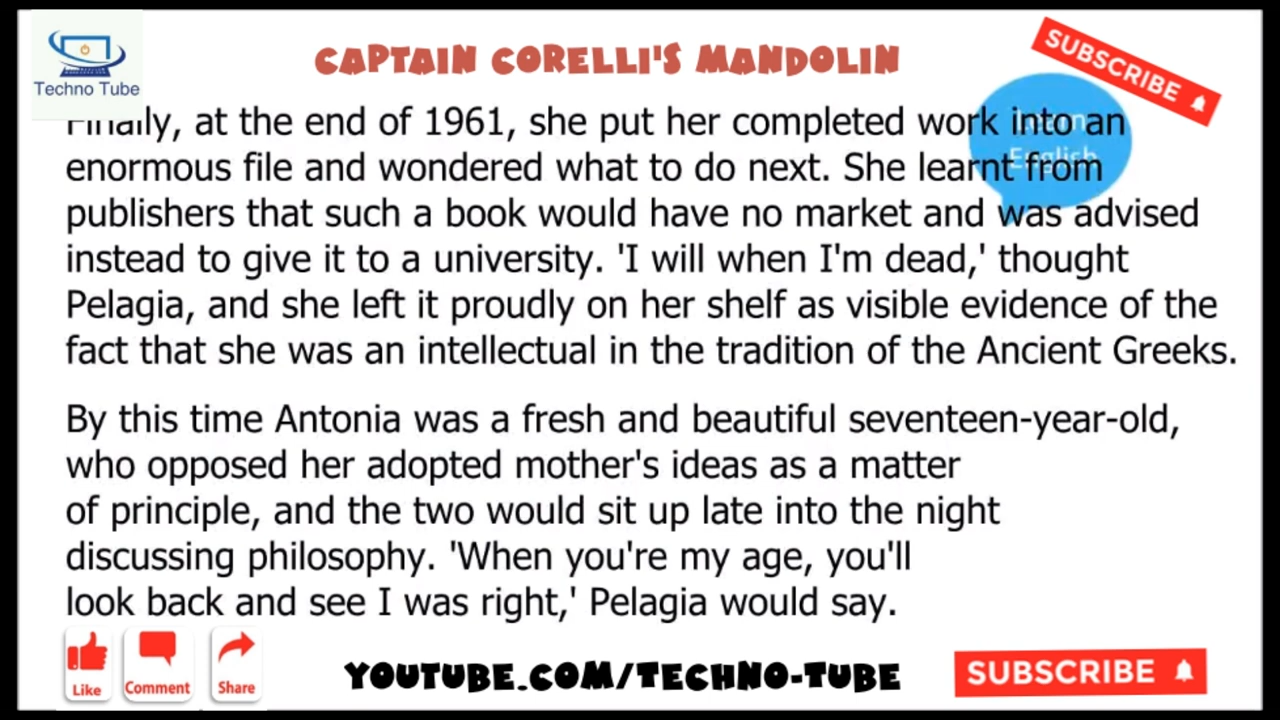 Techno Tube
CAPTAIN CORELLI'S MANDOLIN
SUBSCRIBE
Learn
English
Finally, at the end of 1961, she put her completed work into an
enormous file and wondered what to do next. She learnt from
publishers that such a book would have no market and was advised
instead to give it to a university. 'I will when I'm dead,' thought
Pelagia, and she left it proudly on her shelf as visible evidence of the
fact that she was an intellectual in the tradition of the Ancient Greeks.
By this time Antonia was a fresh and beautiful seventeen-year-old,
who opposed her adopted mother's ideas as a matter
of principle, and the two would sit up late into the night
discussing philosophy. 'When you're my age, you'll
look back and see I was right,' Pelagia would say.
Like
Comment
Share
YOUTUBE.COM/TECHNO-TUBE
SUBSCRIBE